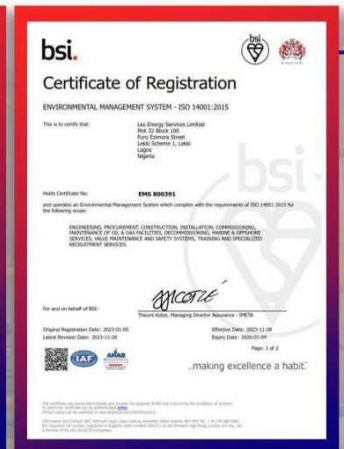 bsi.
Certificate of Registration
ENVIRONMENTAL MANAGEMENT SYSTEM - ISO 14001:2015
This is to certify that:
Lee Energy Services Limited
Plot 32 Block 100
Furo Ezimora Street
Lekki Scheme 1, Lekki
Lagos
Nigeria
Holds Certificate No:
EMS 800391
and operates an Environmental Management System which complies with the requirements of ISO 14001:2015 for
the following scope:
ENGINEERING, PROCUREMENT, CONSTRUCTION, INSTALLATION, COMMISSIONING,
MAINTENANCE OF OIL & GAS FACILITIES, DECOMMISSIONING, MARINE & OFFSHORE
SERVICES, VALVE MAINTENANCE AND SAFETY SYSTEMS, TRAINING AND SPECIALIZED
RECRUITMENT SERVICES.
bsi
For and on behalf of BSI:
Theuns Kotze, Managing Director Assurance - IMETA
Original Registration Date: 2023-01-05
Effective Date: 2023-11-28
Latest Revision Date: 2023-11-28
Expiry Date: 2026-01-04
Page: 1 of 2
IAF
ANAB
...making excellence a habit.™